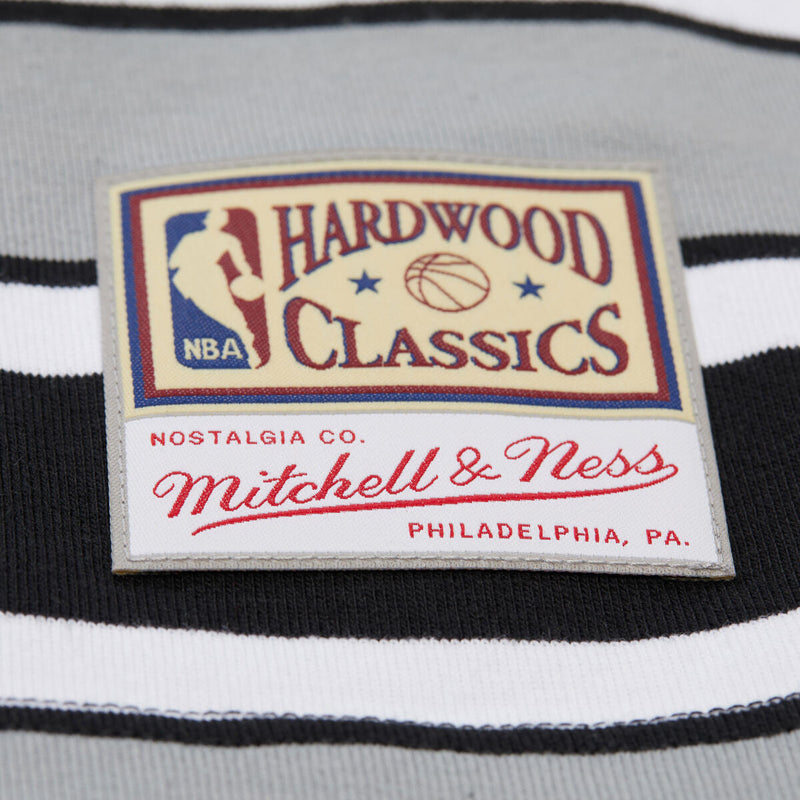 HARDWOOD
CLASSICS
NBA
NOSTALGIA CO.
Mitchell & Ness
PHILADELPHIA, PA.